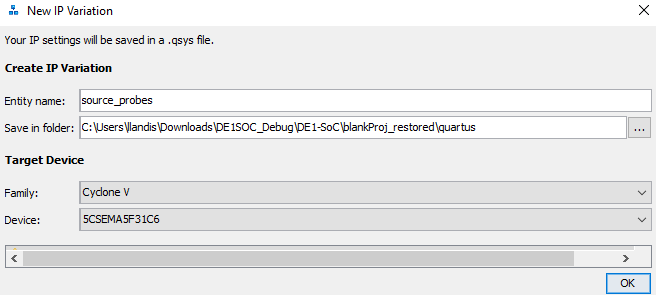 New IP Variation
Your IP settings will be saved in a .qsys file.
Create IP Variation
Entity name: source_probes
Save in folder: C:\Users\llandis\Downloads\DE1SOC_Debug\DE1-SoC\blankProj_restored\quartus ...
Target Device
Family: Cyclone V
Device: 5CSEMA5F31C6
OK